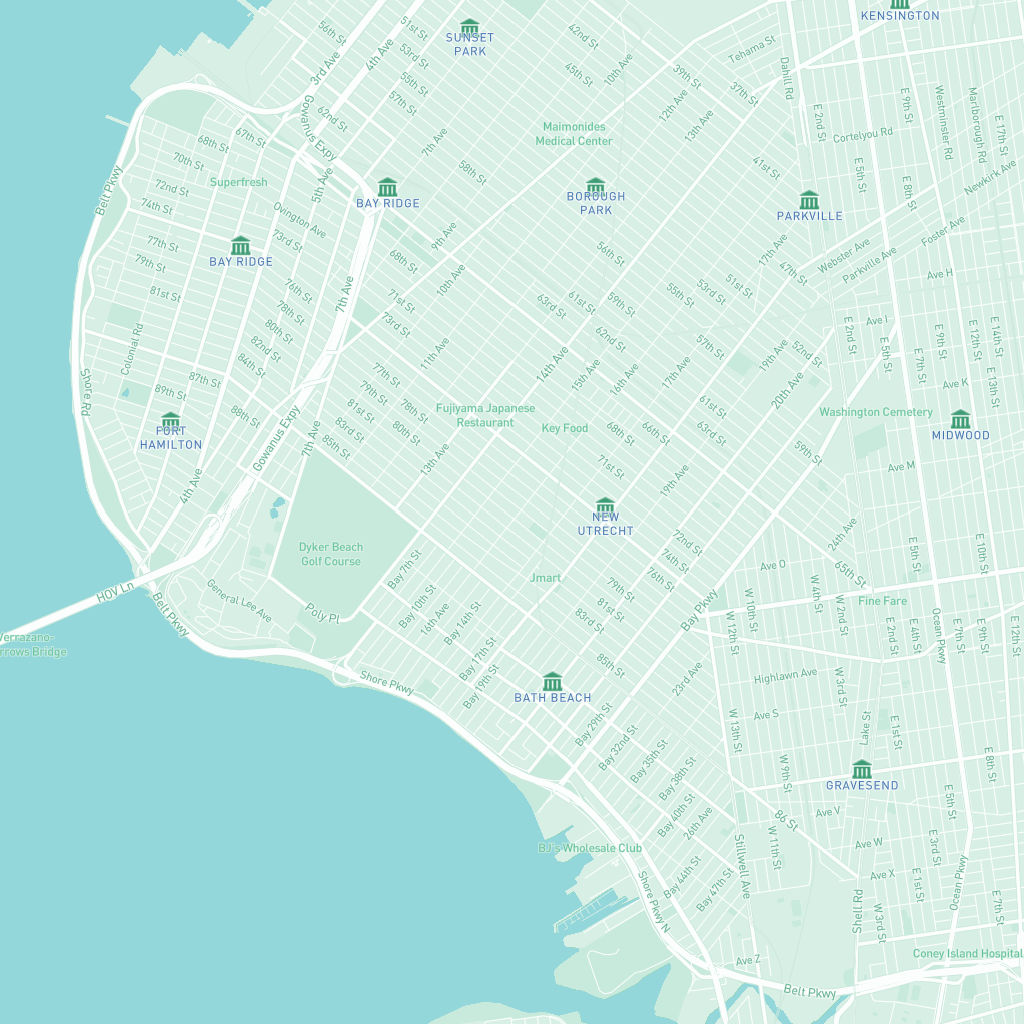 KENSINGTON
SUNSET
PARK
56th St
51st St
42nd St
4th Ave
3rd Ave
53rd St
Tehama St
55th St
45th St
10th Ave
39th St
Dahill Rd
57th St
37th St
E 9th St
Westminster Rd
Marlborough Rd
E 17th St
62nd St
12th Ave
E 2nd St
13th Ave
Gowanus Expy
Maimonides
Medical Center
Cortelyou Rd
67th St
68th St
7th Ave
70th St
58th St
41st St
E 5th St
5th Ave
Superfresh
72nd St
E 8th St
Newkirk Ave
Belt Pkwy
BOROUGH
PARK
BAY RIDGE
74th St
PARKVILLE
Ovington Ave
Foster Ave
9th Ave
77th St
73rd St
BAY RIDGE
68th St
56th St
17th Ave
Webster Ave
79th St
Parkville Ave
47th St
Ave H
10th Ave
76th St
51st St
53rd St
55th St
81st St
7th Ave
71st St
63rd St
61st St
59th St
78th St
73rd St
80th St
Ave I
E 2nd St
E 5th St
E 9th St
E 12th St
E 14th St
Colonial Rd
82nd St
62nd St
57th St
52nd St
11th Ave
19th Ave
84th St
14th Ave
15th Ave
16th Ave
17th Ave
E 7th St
87th St
77th St
20th Ave
Ave K
E 13th St
89th St
79th St
Shore Rd
88th St
81st St
78th St
Fujiyama Japanese
Restaurant
61st St
Washington Cemetery
FORT
HAMILTON
83rd St
80th St
Key Food
68th St
66th St
63rd St
MIDWOOD
85th St
7th Ave
Gowanus Expy
13th Ave
59th St
71st St
19th Ave
Ave M
4th Ave
NEW
UTRECHT
24th Ave
72nd St
Dyker Beach
Golf Course
74th St
E 5th St
E 10th St
Bay 7th St
76th St
Ave O
65th St
Jmart
HOV Ln
General Lee Ave
79th St
W 4th St
W 10th St
W 2nd St
Fine Fare
Belt Pkwy
Poly Pl
Bay 10th St
81st St
Bay Pkwy
16th Ave
Bay 14th St
83rd St
W 12th St
E 2nd St
E 4th St
Ocean Pkwy
E 7th St
E 9th St
E 12th St
Verrazano-
rrows Bridge
Bay 17th St
85th St
23rd Ave
Highlawn Ave
W 3rd St
Shore Pkwy
Bay 19th St
BATH BEACH
Ave S
W 13th St
Lake St
E 1st St
Bay 29th St
Bay 32nd St
Bay 35th St
Bay 38th St
W 9th St
GRAVESEND
E 8th St
E 5th St
Bay 40th St
26th Ave
86 St
Ave V
W 11th St
Ave W
E 3rd St
BJ's Wholesale Club
Stillwell Ave
Bay 44th St
Bay 47th St
Ave X
E 1st St
Ocean Pkwy
Shore Pkwy N
Shell Rd
W 3rd St
E 7th St
Coney Island Hospital
Ave Z
Belt Pkwy